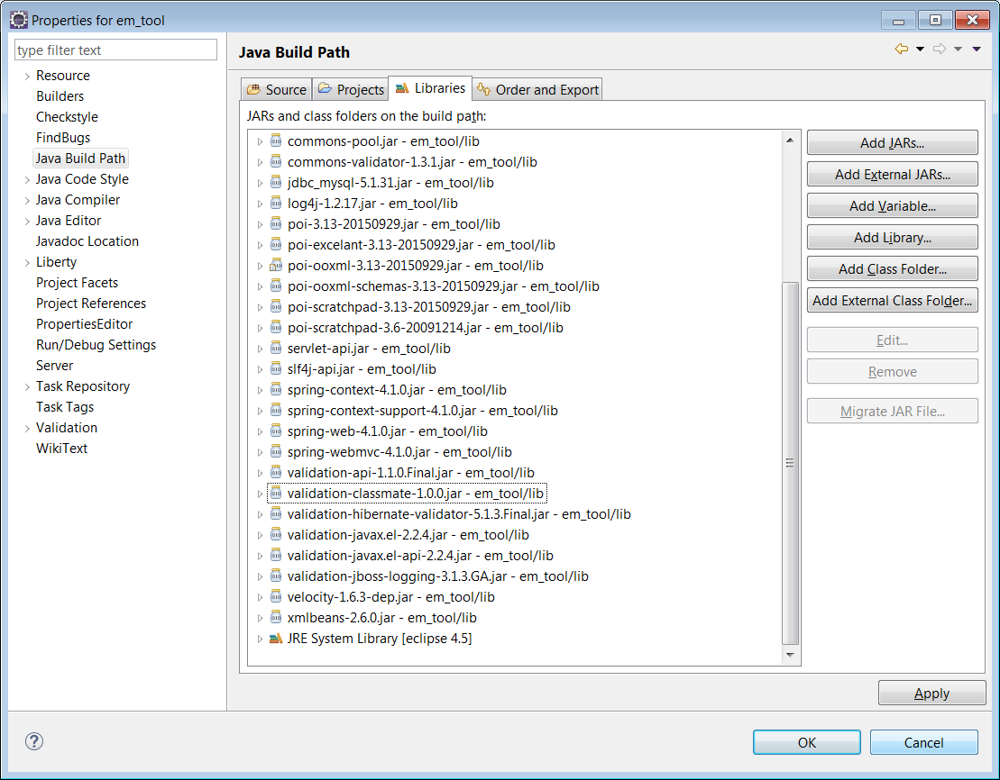 Properties for em_tool
type filter text
Resource
Builders
Checkstyle
FindBugs
Java Build Path
Java Code Style
Java Compiler
Java Editor
Javadoc Location
Liberty
Project Facets
Project References
PropertiesEditor
Run/Debug Settings
Server
Task Repository
Task Tags
Validation
WikiText
Java Build Path
Source Projects Libraries Order and Export
JARs and class folders on the build path:
commons-pool.jar - em_tool/lib
commons-validator-1.3.1.jar - em_tool/lib
jdbc_mysql-5.1.31.jar - em_tool/lib
log4j-1.2.17.jar - em_tool/lib
poi-3.13-20150929.jar - em_tool/lib
poi-excelant-3.13-20150929.jar - em_tool/lib
poi-ooxml-3.13-20150929.jar - em_tool/lib
poi-ooxml-schemas-3.13-20150929.jar - em_tool/lib
poi-scratchpad-3.13-20150929.jar - em_tool/lib
poi-scratchpad-3.6-20091214.jar - em_tool/lib
servlet-api.jar - em_tool/lib
slf4j-api.jar - em_tool/lib
spring-context-4.1.0.jar - em_tool/lib
spring-context-support-4.1.0.jar - em_tool/lib
spring-web-4.1.0.jar - em_tool/lib
spring-webmvc-4.1.0.jar - em_tool/lib
validation-api-1.1.0.Final.jar - em_tool/lib
validation-classmate-1.0.0.jar - em_tool/lib
validation-hibernate-validator-5.1.3.Final.jar - em_tool/lib
validation-javax.el-2.2.4.jar - em_tool/lib
validation-javax.el-api-2.2.4.jar - em_tool/lib
validation-jboss-logging-3.1.3.GA.jar - em_tool/lib
velocity-1.6.3-dep.jar - em_tool/lib
xmlbeans-2.6.0.jar - em_tool/lib
JRE System Library [eclipse 4.5]
Add JARs...
Add External JARs...
Add Variable...
Add Library...
Add Class Folder...
Add External Class Folder...
Edit...
Remove
Migrate JAR File...
Apply
OK Cancel